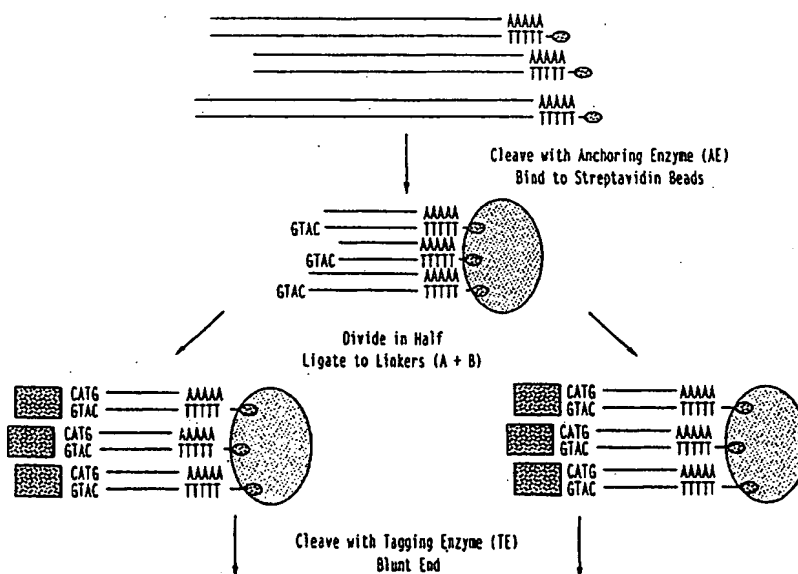 AAAAA
TTTTT
AAAAA
TTTTT
AAAAA
TTTTT
Cleave with Anchoring Enzyme (AE)
Bind to Streptavidin Beads
AAAAA
GTAC TTTTT
AAAAA
GTAC TTTTT
AAAAA
GTAC TTTTT
Divide in Half
Ligate to Linkers (A + B)
CATG AAAAA
GTAC TTTTT
CATG AAAAA
GTAC TTTTT
CATG AAAAA
GTAC TTTTT
CATG AAAAA
GTAC TTTTT
CATG AAAAA
GTAC TTTTT
CATG AAAAA
GTAC TTTTT
Cleave with Tagging Enzyme (TE)
Blunt End